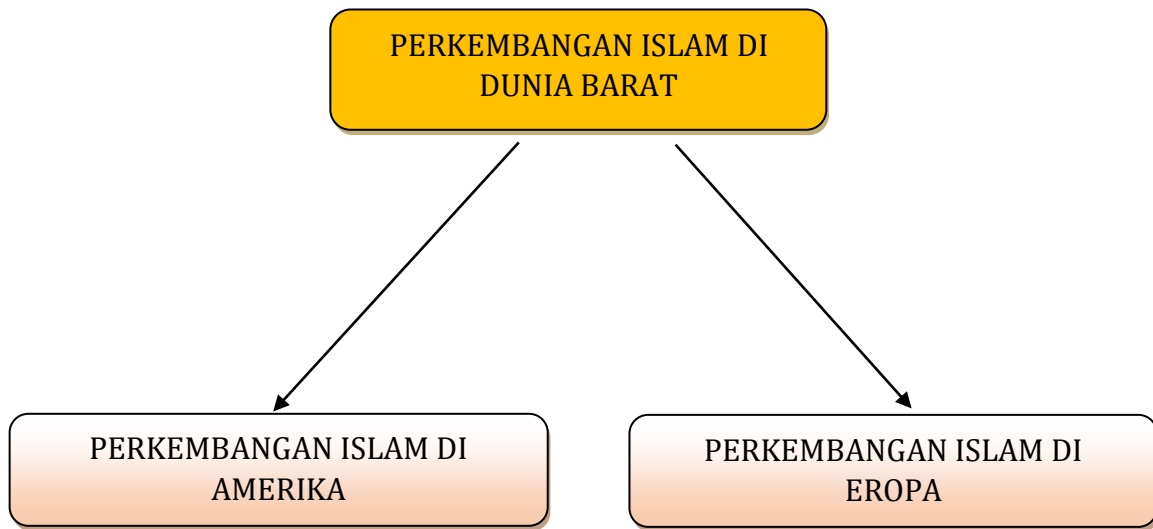 PERKEMBANGAN ISLAM DI
DUNIA BARAT
PERKEMBANGAN ISLAM DI
AMERIKA
PERKEMBANGAN ISLAM DI
EROPA